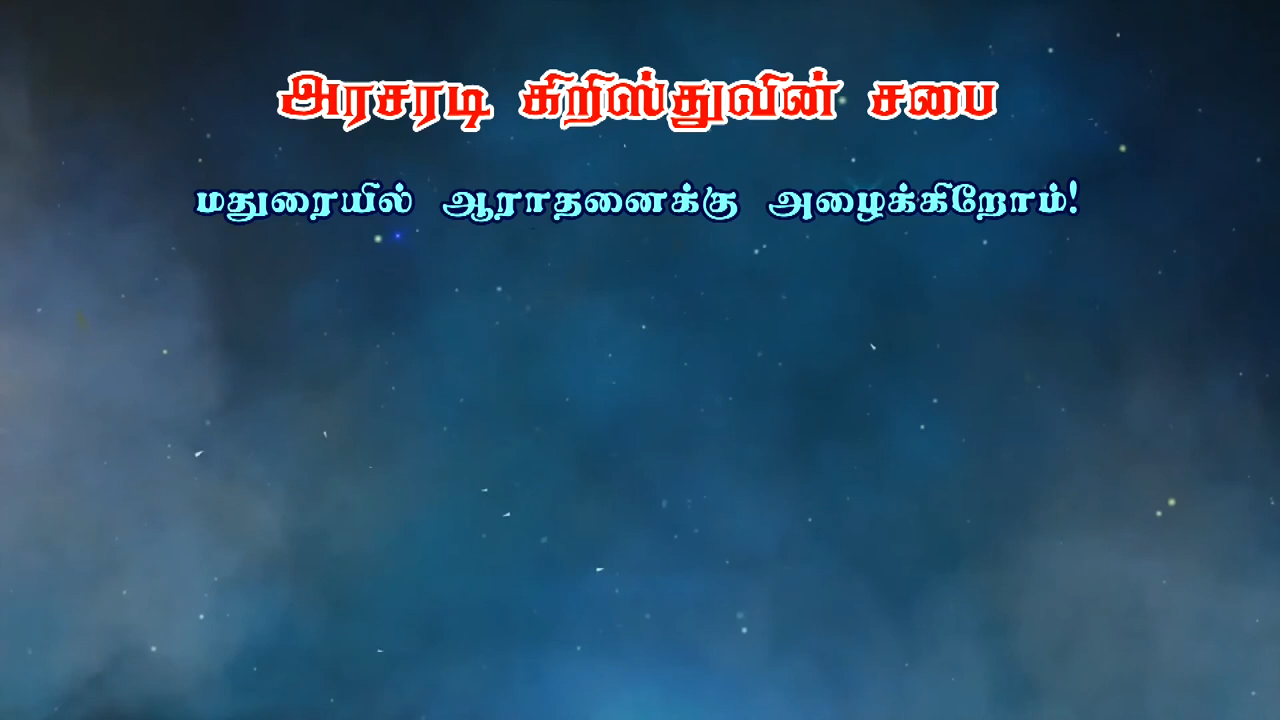 அரசரடி கிறிஸ்துவின் சபை
மதுரையில் ஆராதனைக்கு அழைக்கிறோம்!